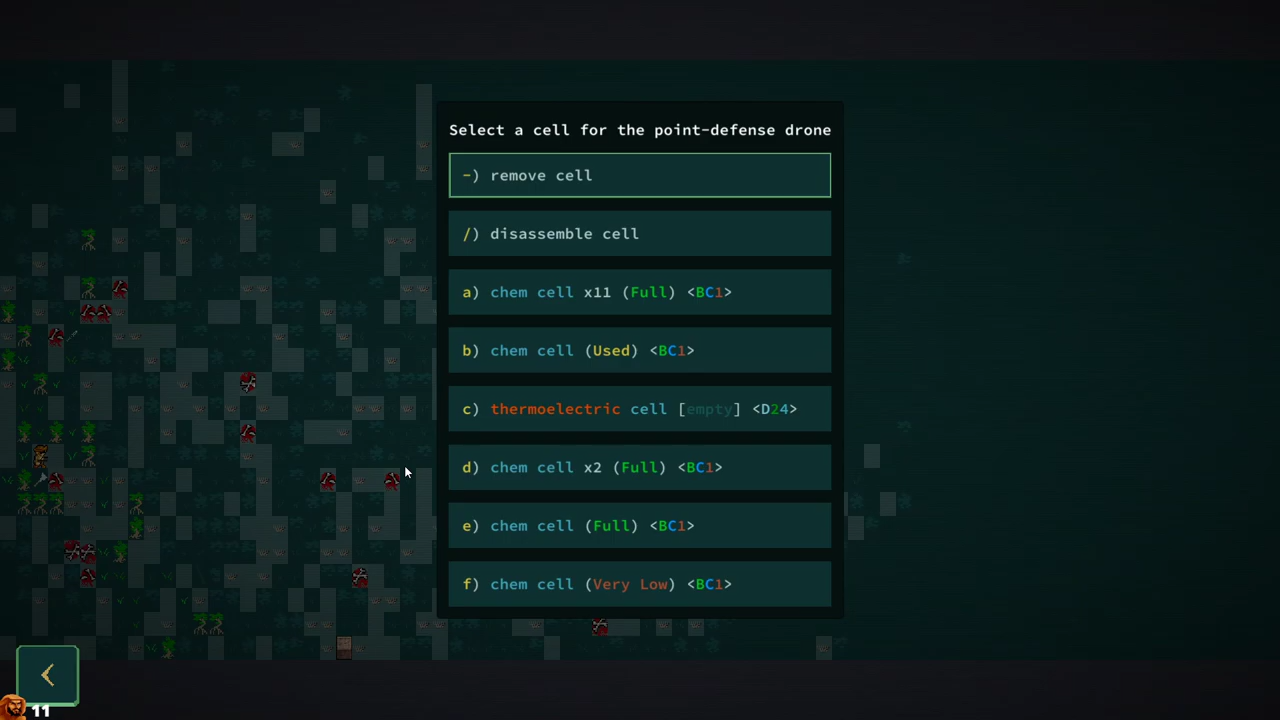 Select a cell for the point-defense drone
-) remove cell
/) disassemble cell
a) chem cell x11 (Full) <BC1>
b) chem cell (Used) <BC1>
c) thermoelectric cell [empty] <D24>
d) chem cell x2 (Full) <BC1>
e) chem cell (Full) <BC1>
f) chem cell (Very Low) <BC1>
11